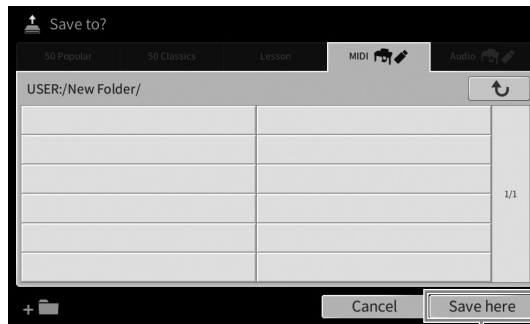 Save to?
50 Popular
50 Classics
Lesson
MIDI
Audio
USER:/New Folder/
1/1
+
Cancel
Save here